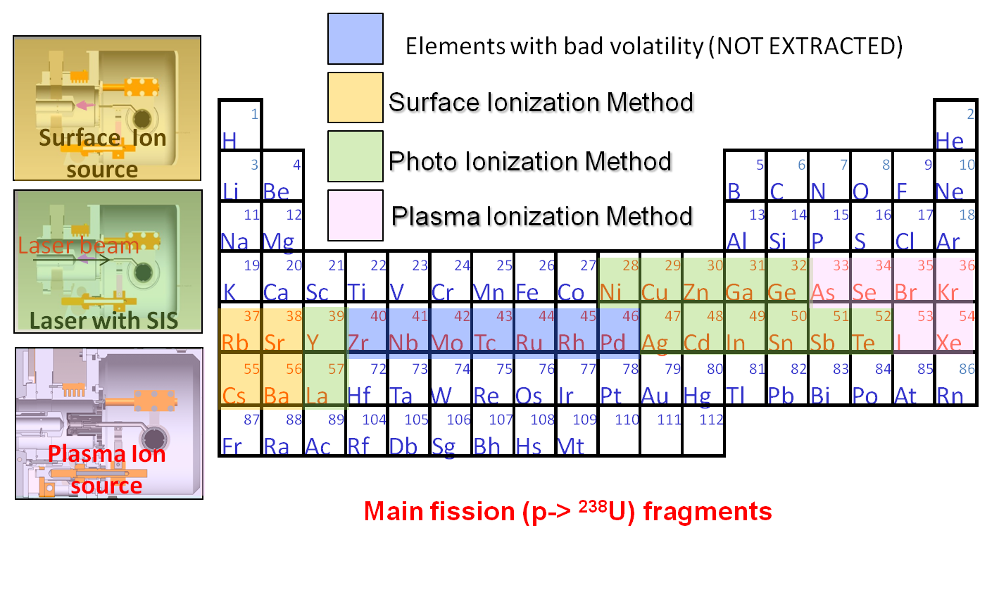 Elements with bad volatility (NOT EXTRACTED)
Surface Ionization Method
Photo Ionization Method
Plasma Ionization Method
Surface Ion
source
Laser beam
Laser with SIS
Plasma Ion
source
1 2
H He
3 4 5 6 7 8 9 10
Li Be B C N O F Ne
11 12 13 14 15 16 17 18
Na Mg Al Si P S Cl Ar
19 20 21 22 23 24 25 26 27 28 29 30 31 32 33 34 35 36
K Ca Sc Ti V Cr Mn Fe Co Ni Cu Zn Ga Ge As Se Br Kr
37 38 39 40 41 42 43 44 45 46 47 48 49 50 51 52 53 54
Rb Sr Y Zr Nb Mo Tc Ru Rh Pd Ag Cd In Sn Sb Te I Xe
55 56 57 72 73 74 75 76 77 78 79 80 81 82 83 84 85 86
Cs Ba La Hf Ta W Re Os Ir Pt Au Hg Tl Pb Bi Po At Rn
87 88 89 104 105 106 107 108 109 110 111 112
Fr Ra Ac Rf Db Sg Bh Hs Mt
Main fission (p-> ²³⁸U) fragments